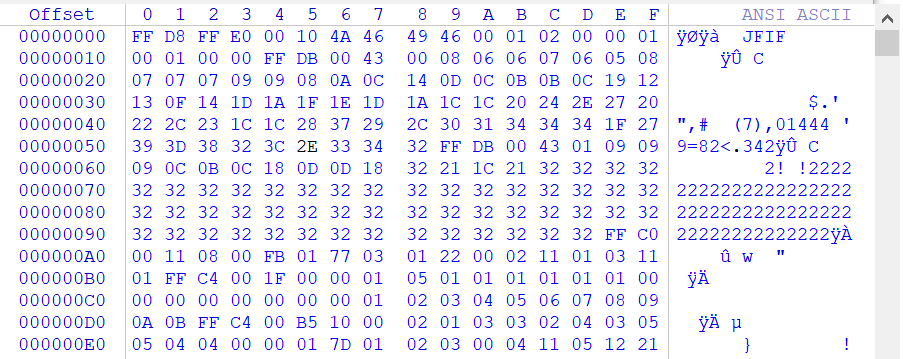 Offset 0 1 2 3 4 5 6 7 8 9 A B C D E F ANSI ASCII
00000000 FF D8 FF E0 00 10 4A 46 49 46 00 01 02 00 00 01 ÿØÿà JFIF
00000010 00 01 00 00 FF DB 00 43 00 08 06 06 07 06 05 08 ÿÛ C
00000020 07 07 07 09 09 08 0A 0C 14 0D 0C 0B 0B 0C 19 12
00000030 13 0F 14 1D 1A 1F 1E 1D 1A 1C 1C 20 24 2E 27 20 $.'
00000040 22 2C 23 1C 1C 28 37 29 2C 30 31 34 34 34 1F 27 ",# (7),01444 '
00000050 39 3D 38 32 3C 2E 33 34 32 FF DB 00 43 01 09 09 9=82<.342ÿÛ C
00000060 09 0C 0B 0C 18 0D 0D 18 32 21 1C 21 32 32 32 32 2! !2222
00000070 32 32 32 32 32 32 32 32 32 32 32 32 32 32 32 32 2222222222222222
00000080 32 32 32 32 32 32 32 32 32 32 32 32 32 32 32 32 2222222222222222
00000090 32 32 32 32 32 32 32 32 32 32 32 32 32 32 FF C0 22222222222222ÿÀ
000000A0 00 11 08 00 FB 01 77 03 01 22 00 02 11 01 03 11 û w "
000000B0 01 FF C4 00 1F 00 00 01 05 01 01 01 01 01 01 00 ÿÄ
000000C0 00 00 00 00 00 00 00 01 02 03 04 05 06 07 08 09
000000D0 0A 0B FF C4 00 B5 10 00 02 01 03 03 02 04 03 05 ÿÄ µ
000000E0 05 04 04 00 00 01 7D 01 02 03 00 04 11 05 12 21 } !